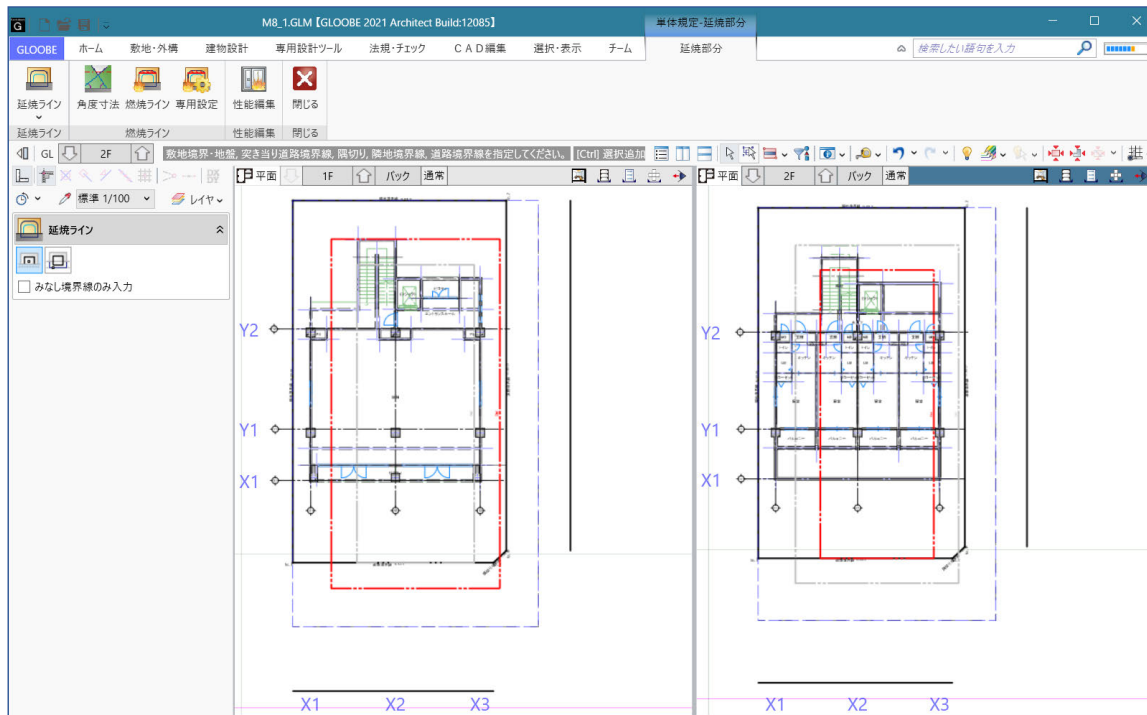 M8_1.GLM 【GLOOBE 2021 Architect Build:12085】
単体規定-延焼部分
GLOOBE ホーム 敷地・外構 建物設計 専用設計ツール 法規・チェック CAD編集 選択・表示 チーム 延焼部分 検索したい語句を入力
延焼ライン 角度寸法 燃焼ライン 専用設定 性能編集 閉じる
延焼ライン 燃焼ライン 性能編集 閉じる
GL 2F 敷地境界・地盤, 突き当り道路境界線, 隅切り, 隣地境界線, 道路境界線を指定してください。 [Ctrl] 選択追加
平面 1F バック 通常 平面 2F バック 通常
標準 1/100 レイヤ
延焼ライン
みなし境界線のみ入力
Y2 Y2
Y1 Y1
X1 X1
X1 X2 X3 X1 X2 X3